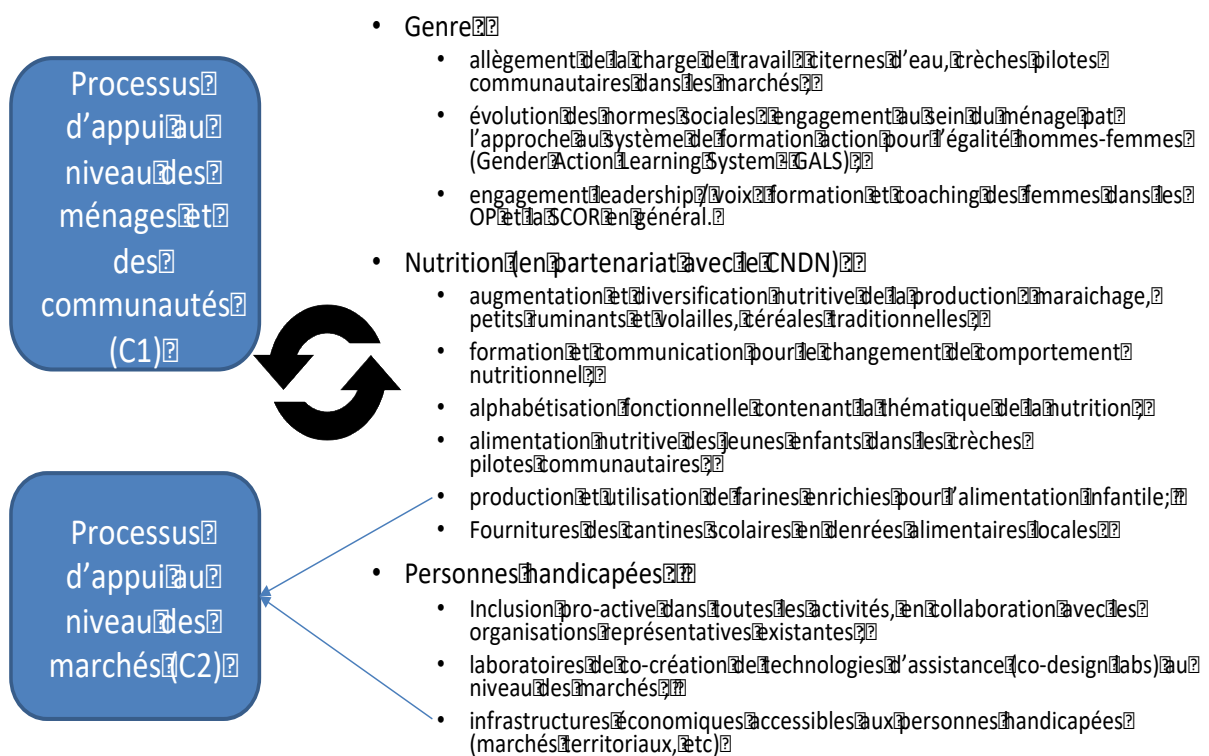 Processus
d'appui au
niveau des
ménages et
des
communautés
(C1)
Processus
d'appui au
niveau des
marchés (C2)
• Genre
• allègement de la charge de travail citernes d'eau, crèches pilotes
communautaires dans les marchés;
• évolution des normes sociales engagement au sein du ménage pat
l'approche au système de formation action pour l'égalité hommes-femmes
(Gender Action Learning System - GALS);
• engagement leadership / voix formation et coaching des femmes dans les
OP et la SCOR en général.
• Nutrition (en partenariat avec le CNDN)
• augmentation et diversification nutritive de la production maraichage,
petits ruminants et volailles, céréales traditionnelles;
• formation et communication pour le changement de comportement
nutritionnel;
• alphabétisation fonctionnelle contenant la thématique de la nutrition;
• alimentation nutritive des jeunes enfants dans les crèches
pilotes communautaires;
• production et utilisation de farines enrichies pour l'alimentation infantile;
• Fournitures des cantines scolaires en denrées alimentaires locales
• Personnes handicapées
• Inclusion pro-active dans toutes les activités, en collaboration avec les
organisations représentatives existantes;
• laboratoires de co-création de technologies d'assistance (co-design labs) au
niveau des marchés;
• infrastructures économiques accessibles aux personnes handicapées
(marchés territoriaux, etc)